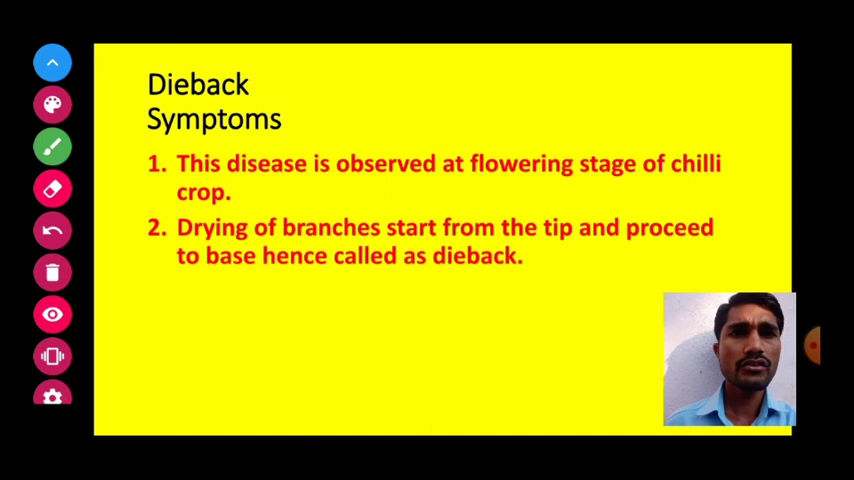 Dieback
Symptoms
1. This disease is observed at flowering stage of chilli
crop.
2. Drying of branches start from the tip and proceed
to base hence called as dieback.